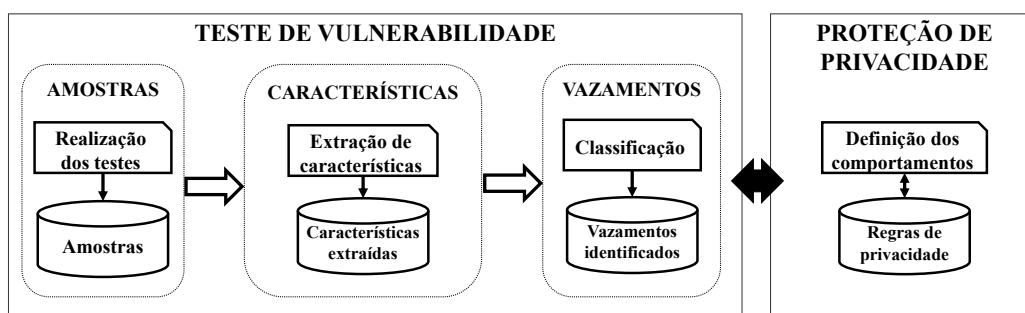 TESTE DE VULNERABILIDADE
AMOSTRAS
Realização
dos testes
Amostras
CARACTERÍSTICAS
Extração de
características
Características
extraídas
VAZAMENTOS
Classificação
Vazamentos
identificados
PROTEÇÃO DE
PRIVACIDADE
Definição dos
comportamentos
Regras de
privacidade